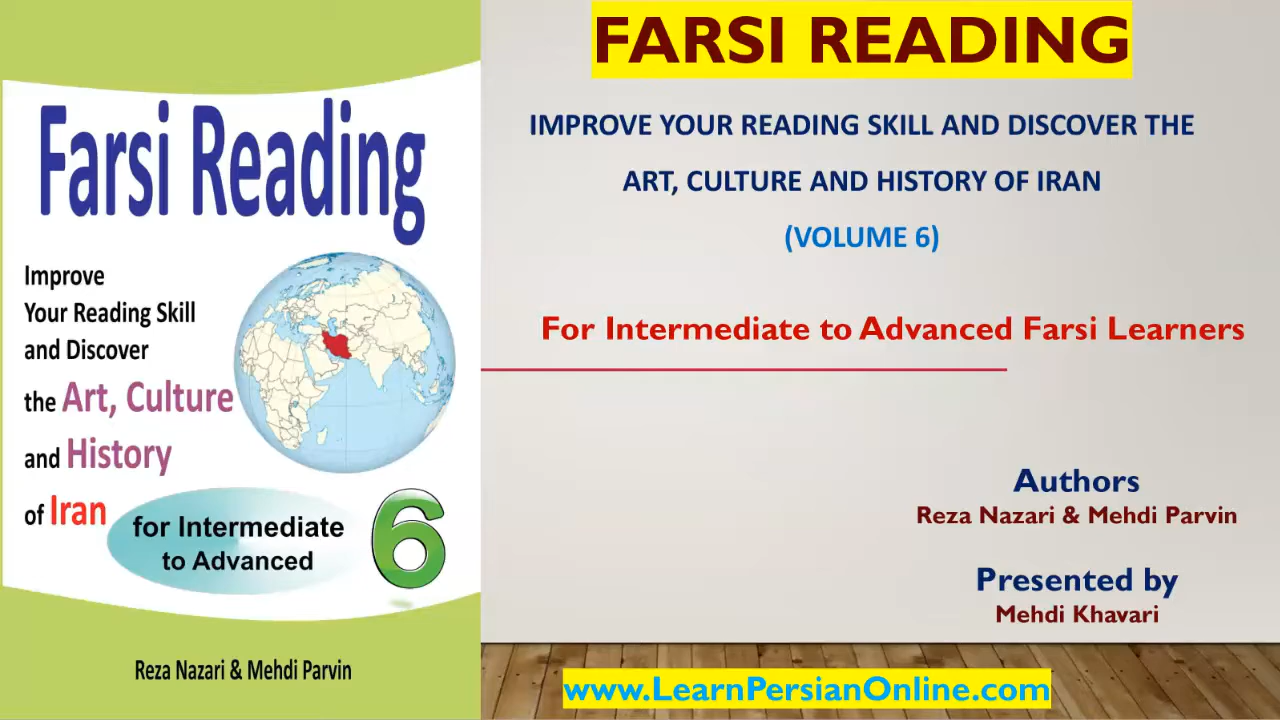 Farsi Reading
Improve
Your Reading Skill
and Discover
the Art, Culture
and History
of Iran
for Intermediate
to Advanced
6
Reza Nazari & Mehdi Parvin
FARSI READING
IMPROVE YOUR READING SKILL AND DISCOVER THE
ART, CULTURE AND HISTORY OF IRAN
(VOLUME 6)
For Intermediate to Advanced Farsi Learners
Authors
Reza Nazari & Mehdi Parvin
Presented by
Mehdi Khavari
www.LearnPersianOnline.com